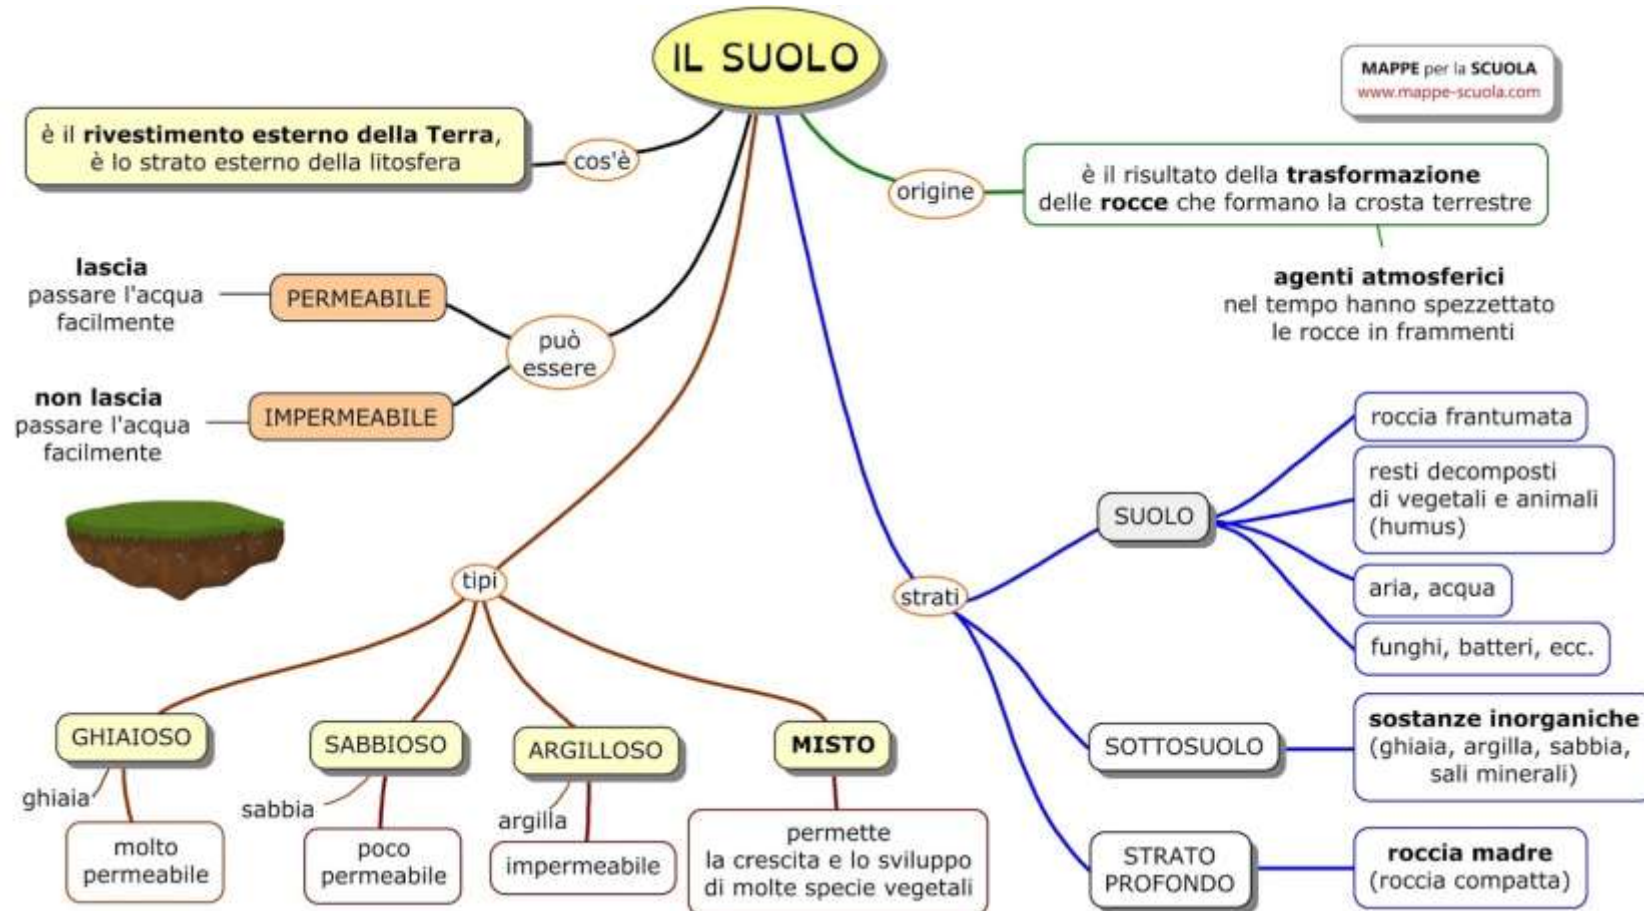 IL SUOLO
MAPPE per la SCUOLA
www.mappe-scuola.com
è il rivestimento esterno della Terra,
è lo strato esterno della litosfera
cos'è
origine
è il risultato della trasformazione
delle rocce che formano la crosta terrestre
agenti atmosferici
nel tempo hanno spezzettato
le rocce in frammenti
lascia
passare l'acqua
facilmente
PERMEABILE
può
essere
non lascia
passare l'acqua
facilmente
IMPERMEABILE
tipi
GHIAIOSO
ghiaia
molto
permeabile
SABBIOSO
sabbia
poco
permeabile
ARGILLOSO
argilla
impermeabile
MISTO
permette
la crescita e lo sviluppo
di molte specie vegetali
strati
SUOLO
roccia frantumata
resti decomposti
di vegetali e animali
(humus)
aria, acqua
funghi, batteri, ecc.
SOTTOSUOLO
sostanze inorganiche
(ghiaia, argilla, sabbia,
sali minerali)
STRATO
PROFONDO
roccia madre
(roccia compatta)